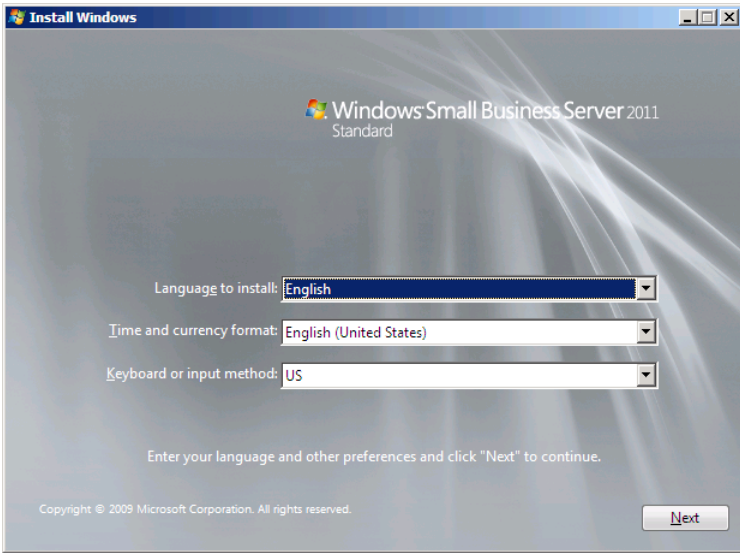 Install Windows
Windows Small Business Server 2011
Standard
Language to install: English
Time and currency format: English (United States)
Keyboard or input method: US
Enter your language and other preferences and click "Next" to continue.
Copyright © 2009 Microsoft Corporation. All rights reserved.
Next